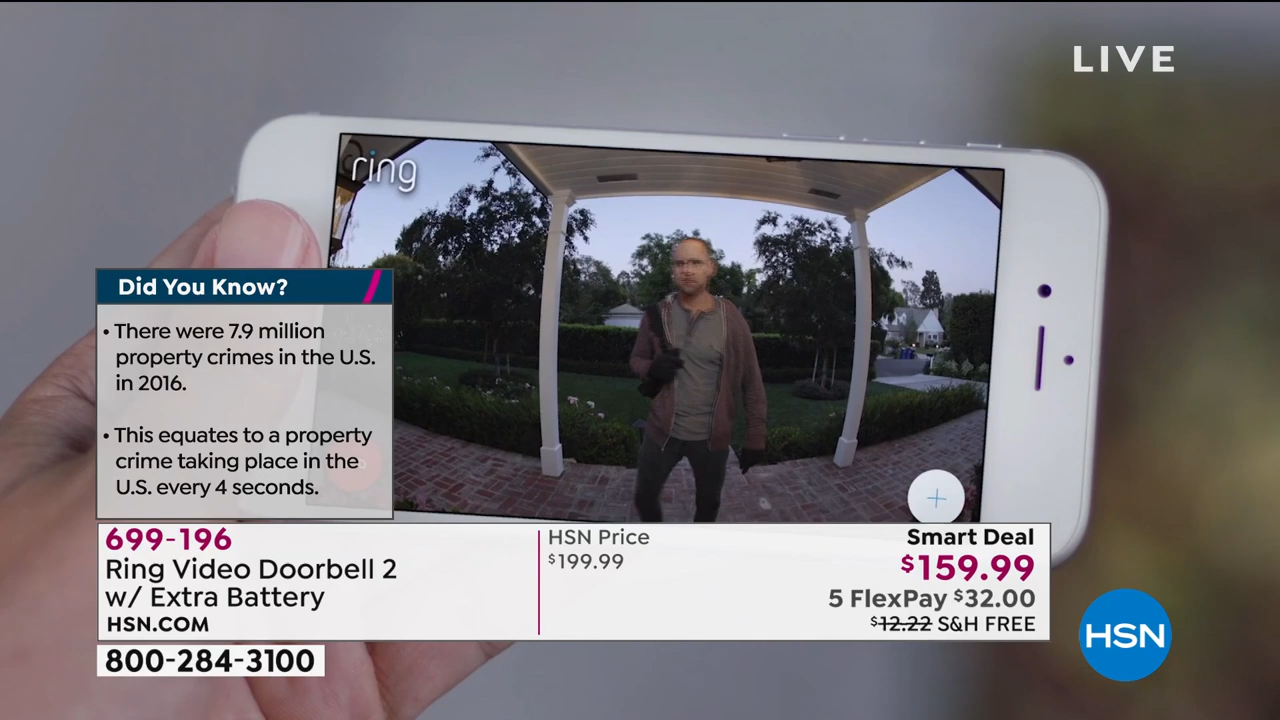 LIVE
ring
Did You Know?
• There were 7.9 million
property crimes in the U.S.
in 2016.
• This equates to a property
crime taking place in the
U.S. every 4 seconds.
699-196
Ring Video Doorbell 2
w/ Extra Battery
HSN.COM
HSN Price
$199.99
Smart Deal
$159.99
5 FlexPay $32.00
$12.22 S&H FREE
800-284-3100
HSN